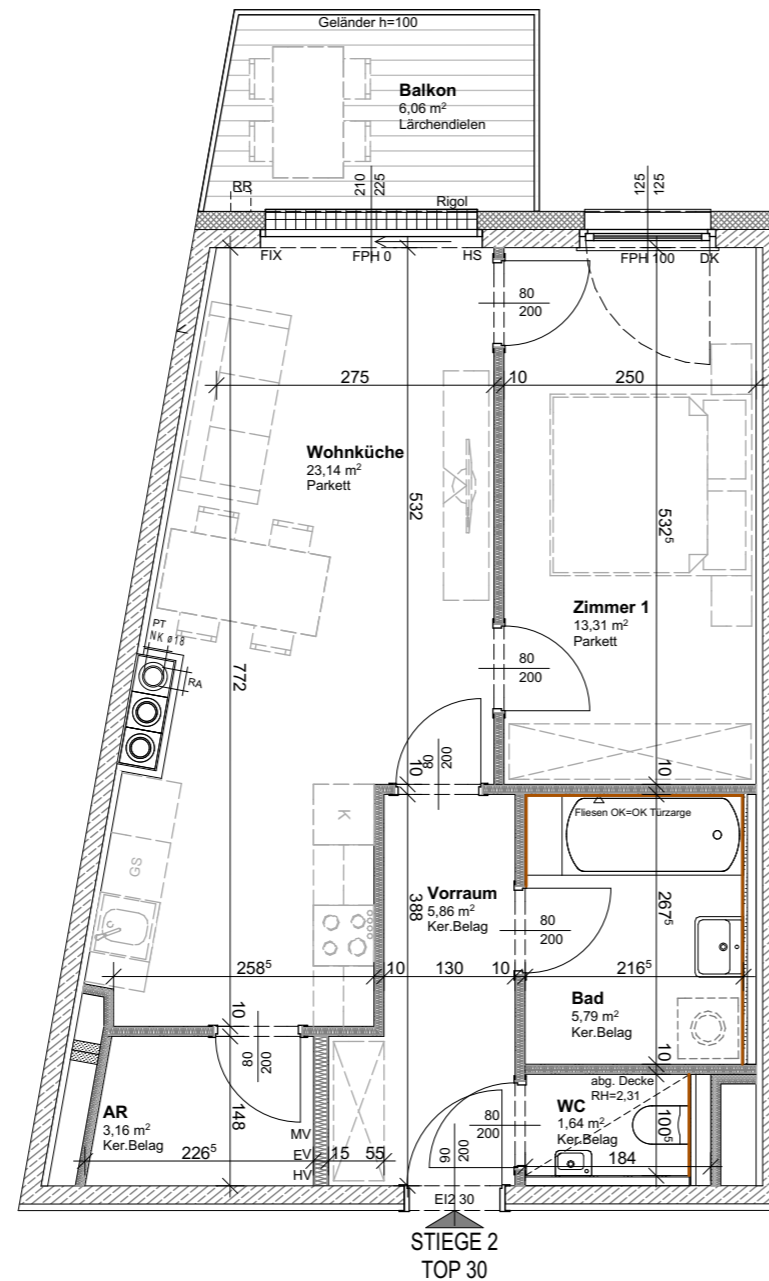 Geländer h=100
Balkon
6,06 m²
Lärchendielen
RR
210
225
Rigol
125
125
FIX
FPH 0
HS
FPH 100
DK
80
200
275
10
250
Wohnküche
23,14 m²
Parkett
532
532⁵
Zimmer 1
13,31 m²
Parkett
PT
NK ø18
RA
772
80
200
80
200
10
10
K
GS
Fliesen OK=OK Türzarge
Vorraum
5,86 m²
Ker.Belag
388
80
200
267⁵
258⁵
10
130
10
216⁵
Bad
5,79 m²
Ker.Belag
10
10
80
200
abg. Decke
RH=2,31
AR
3,16 m²
Ker.Belag
148
WC
1,64 m²
Ker.Belag
100⁵
80
200
MV
EV
HV
226⁵
15
55
90
200
184
EI2 30
STIEGE 2
TOP 30